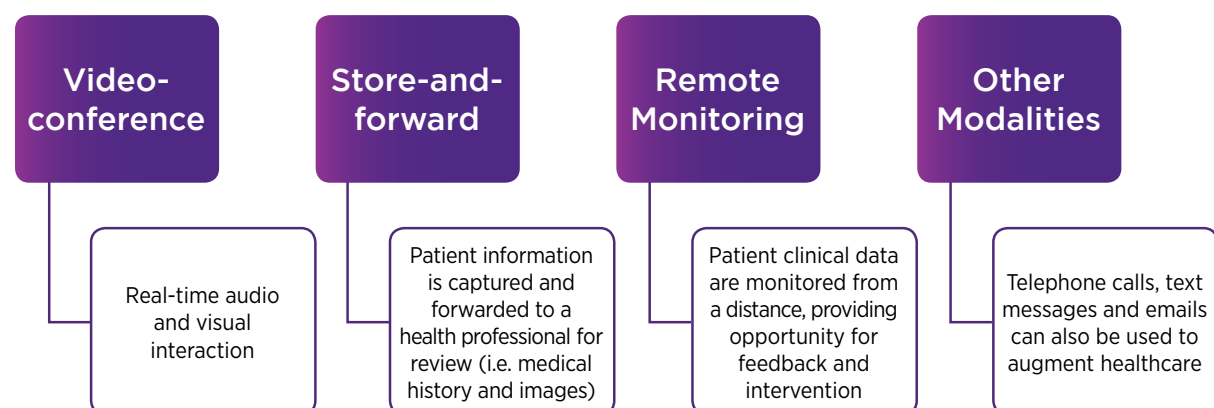 Video-
conference
Store-and-
forward
Remote
Monitoring
Other
Modalities
Real-time audio
and visual
interaction
Patient information
is captured and
forwarded to a
health professional for
review (i.e. medical
history and images)
Patient clinical data
are monitored from
a distance, providing
opportunity for
feedback and
intervention
Telephone calls, text
messages and emails
can also be used to
augment healthcare